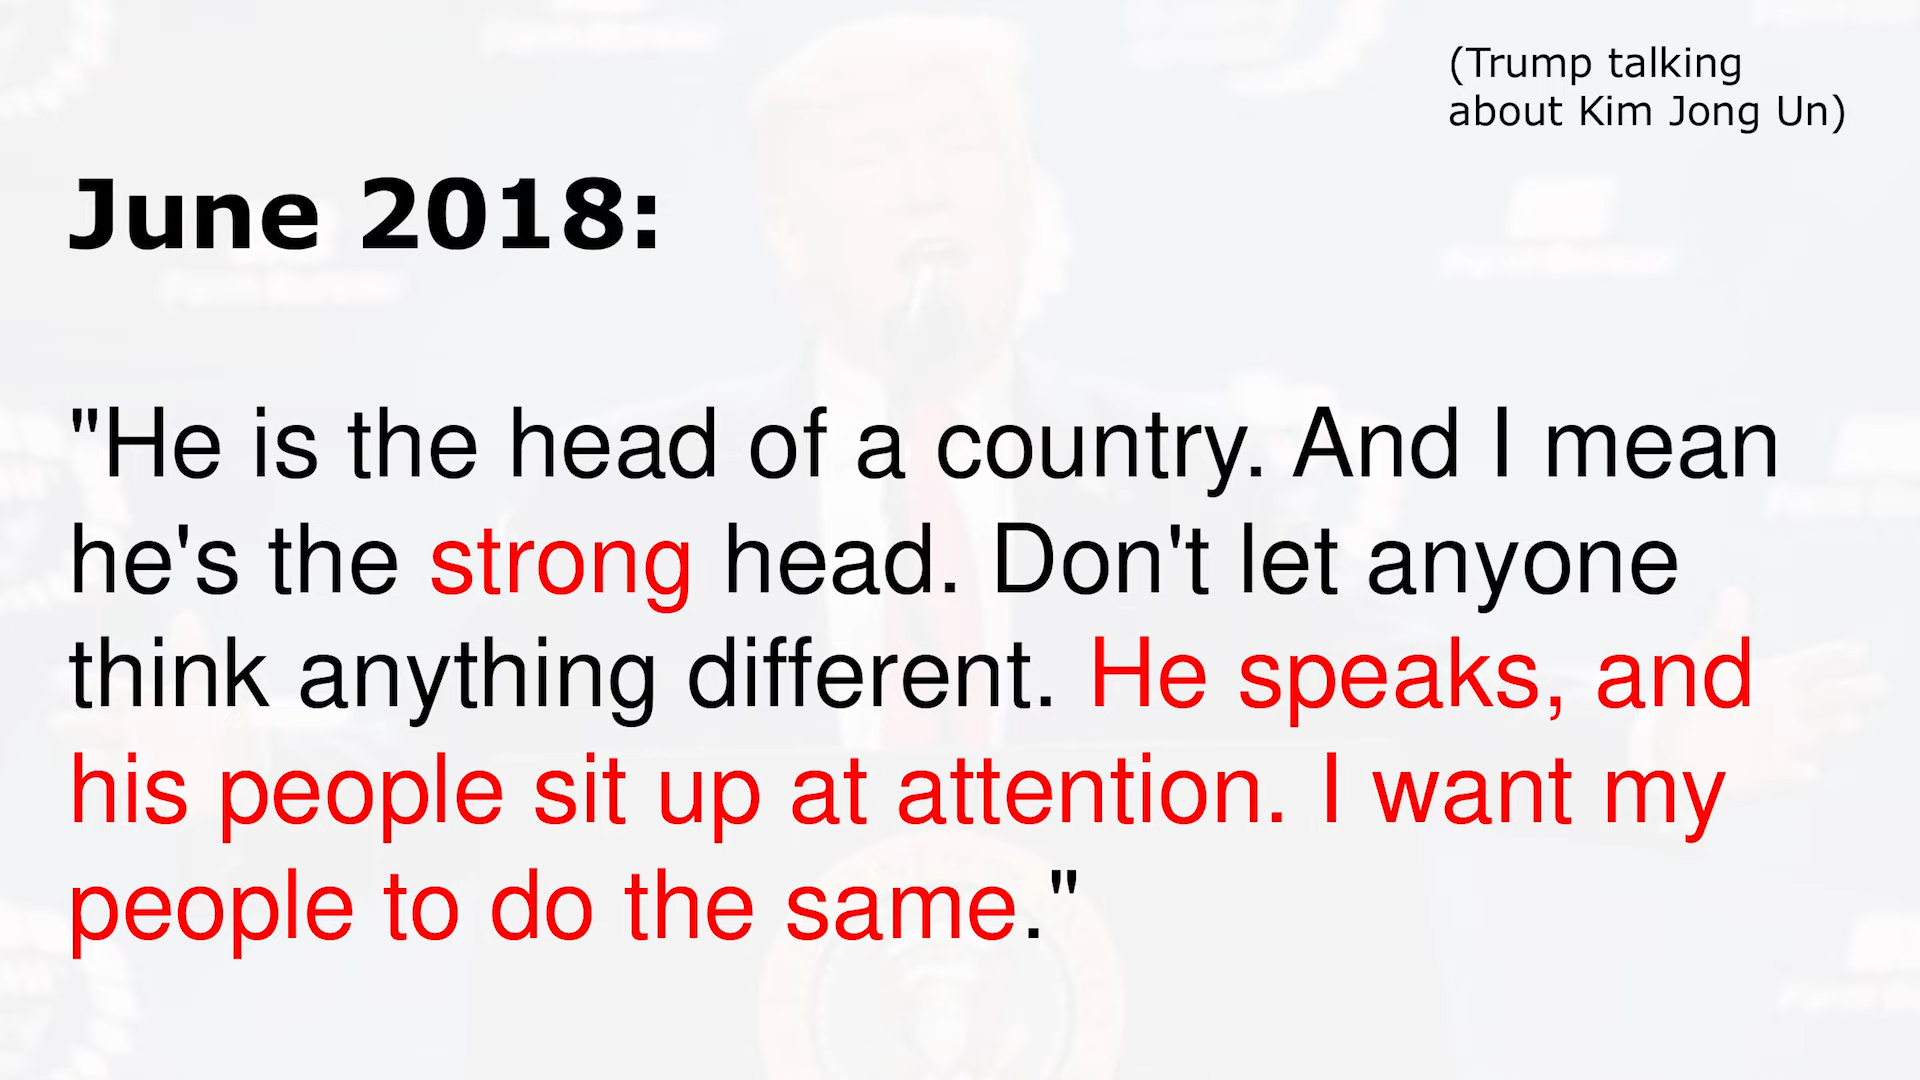 (Trump talking
about Kim Jong Un)
June 2018:
"He is the head of a country. And I mean
he's the strong head. Don't let anyone
think anything different. He speaks, and
his people sit up at attention. I want my
people to do the same."